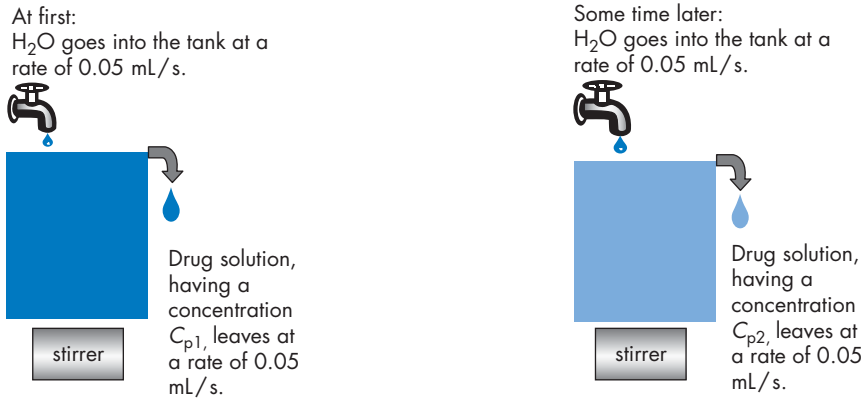 At first:
H₂O goes into the tank at a
rate of 0.05 mL/s.
Drug solution,
having a
concentration
Cp1, leaves at
a rate of 0.05
mL/s.
stirrer
Some time later:
H₂O goes into the tank at a
rate of 0.05 mL/s.
Drug solution,
having a
concentration
Cp2, leaves at
a rate of 0.05
mL/s.
stirrer